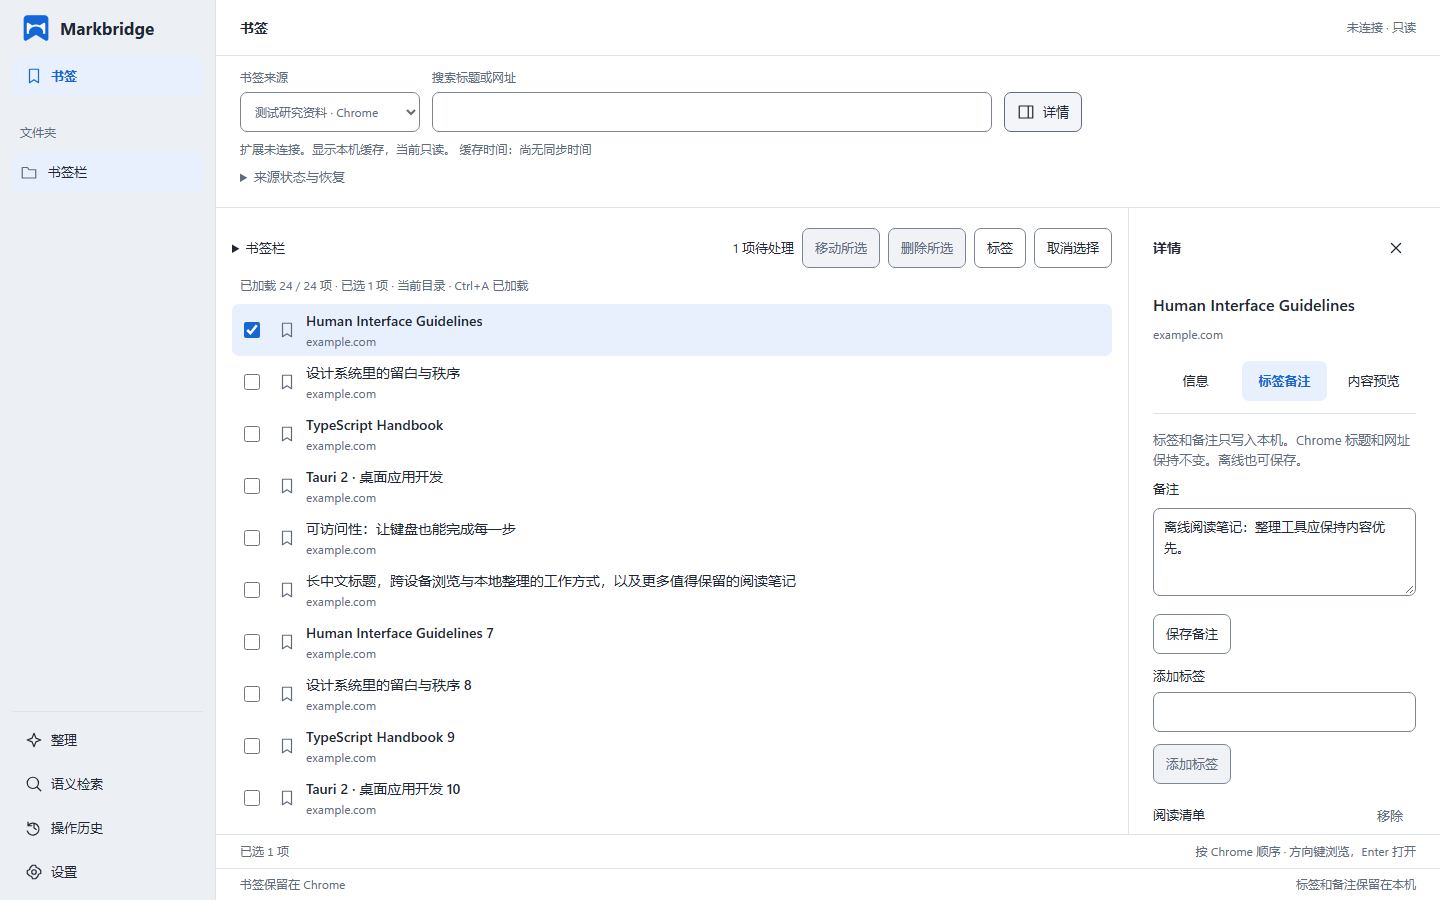 Markbridge
书签
文件夹
书签栏
整理
语义检索
操作历史
设置
书签
未连接 · 只读
书签来源
搜索标题或网址
测试研究资料 · Chrome
详情
扩展未连接。显示本机缓存，当前只读。 缓存时间：尚无同步时间
来源状态与恢复
书签栏
1 项待处理
移动所选
删除所选
标签
取消选择
已加载 24 / 24 项 · 已选 1 项 · 当前目录 · Ctrl+A 已加载
Human Interface Guidelines
example.com
设计系统里的留白与秩序
example.com
TypeScript Handbook
example.com
Tauri 2 · 桌面应用开发
example.com
可访问性：让键盘也能完成每一步
example.com
长中文标题，跨设备浏览与本地整理的工作方式，以及更多值得保留的阅读笔记
example.com
Human Interface Guidelines 7
example.com
设计系统里的留白与秩序 8
example.com
TypeScript Handbook 9
example.com
Tauri 2 · 桌面应用开发 10
example.com
详情
Human Interface Guidelines
example.com
信息
标签备注
内容预览
标签和备注只写入本机。Chrome 标题和网址
保持不变。离线也可保存。
备注
离线阅读笔记：整理工具应保持内容优
先。
保存备注
添加标签
添加标签
阅读清单
移除
已选 1 项
按 Chrome 顺序 · 方向键浏览，Enter 打开
书签保留在 Chrome
标签和备注保留在本机